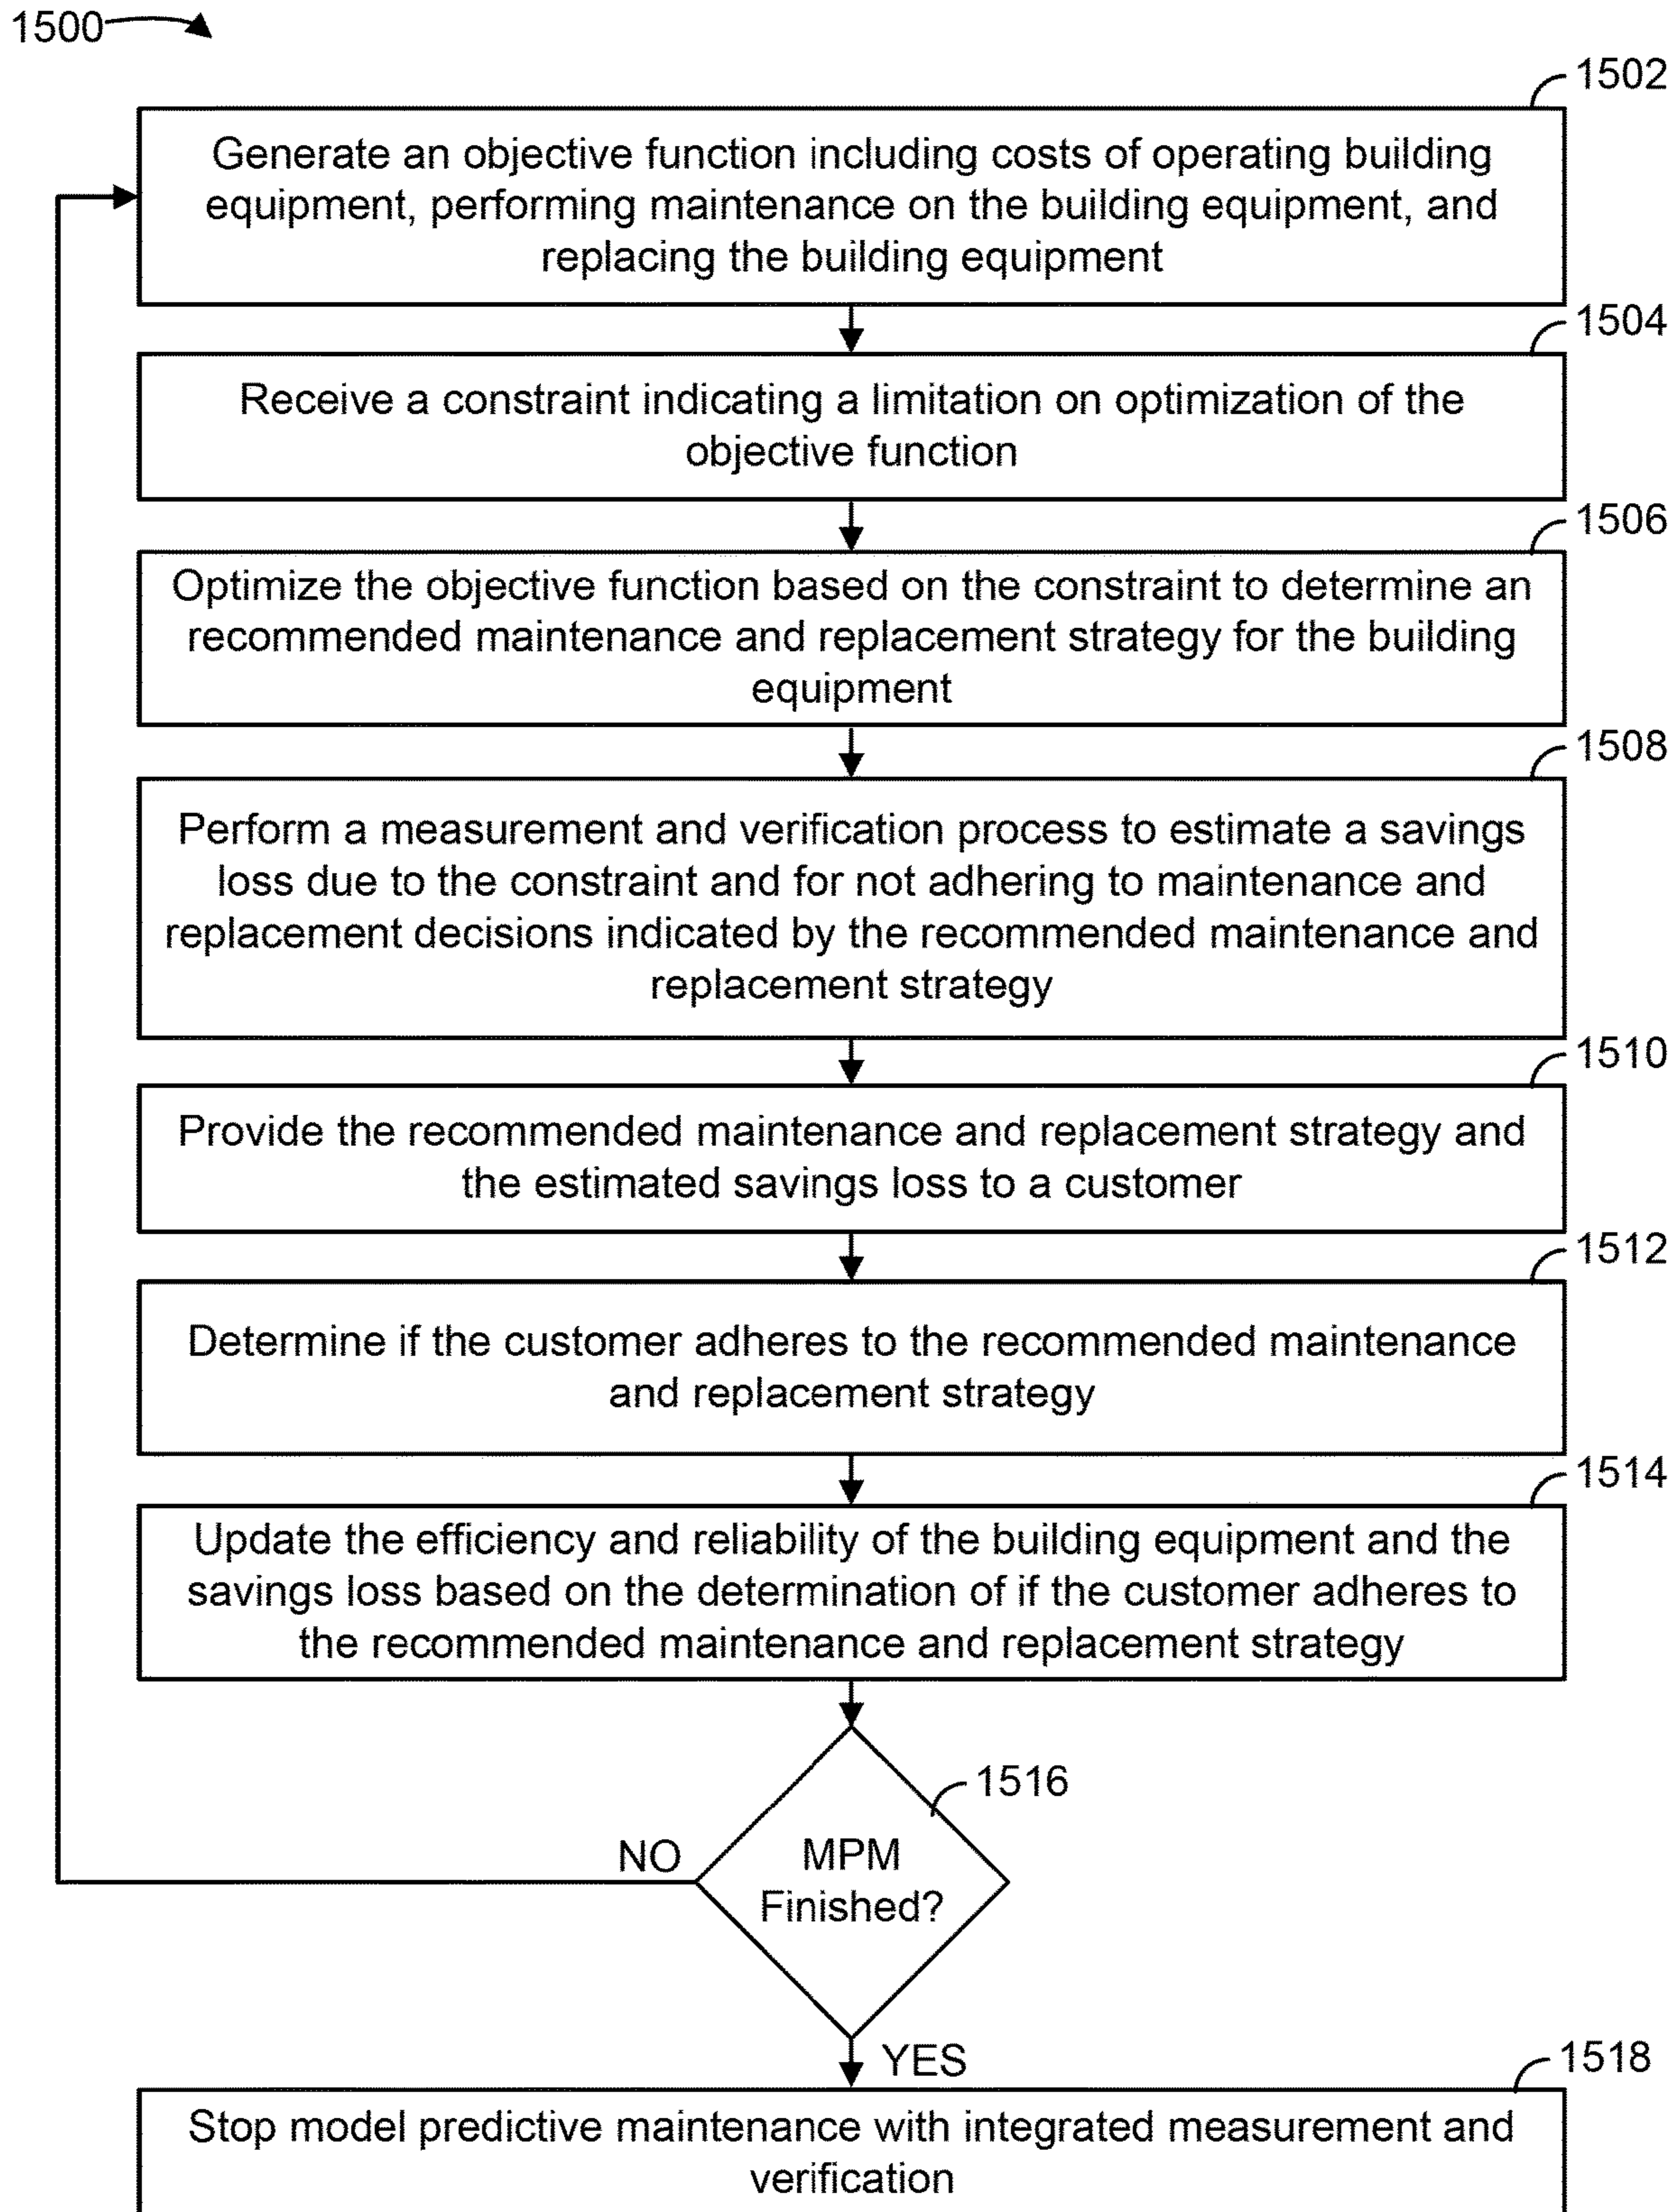 1500
1502
Generate an objective function including costs of operating building
equipment, performing maintenance on the building equipment, and
replacing the building equipment
1504
Receive a constraint indicating a limitation on optimization of the
objective function
1506
Optimize the objective function based on the constraint to determine an
recommended maintenance and replacement strategy for the building
equipment
1508
Perform a measurement and verification process to estimate a savings
loss due to the constraint and for not adhering to maintenance and
replacement decisions indicated by the recommended maintenance and
replacement strategy
1510
Provide the recommended maintenance and replacement strategy and
the estimated savings loss to a customer
1512
Determine if the customer adheres to the recommended maintenance
and replacement strategy
1514
Update the efficiency and reliability of the building equipment and the
savings loss based on the determination of if the customer adheres to
the recommended maintenance and replacement strategy
1516
NO
MPM
Finished?
YES
1518
Stop model predictive maintenance with integrated measurement and
verification